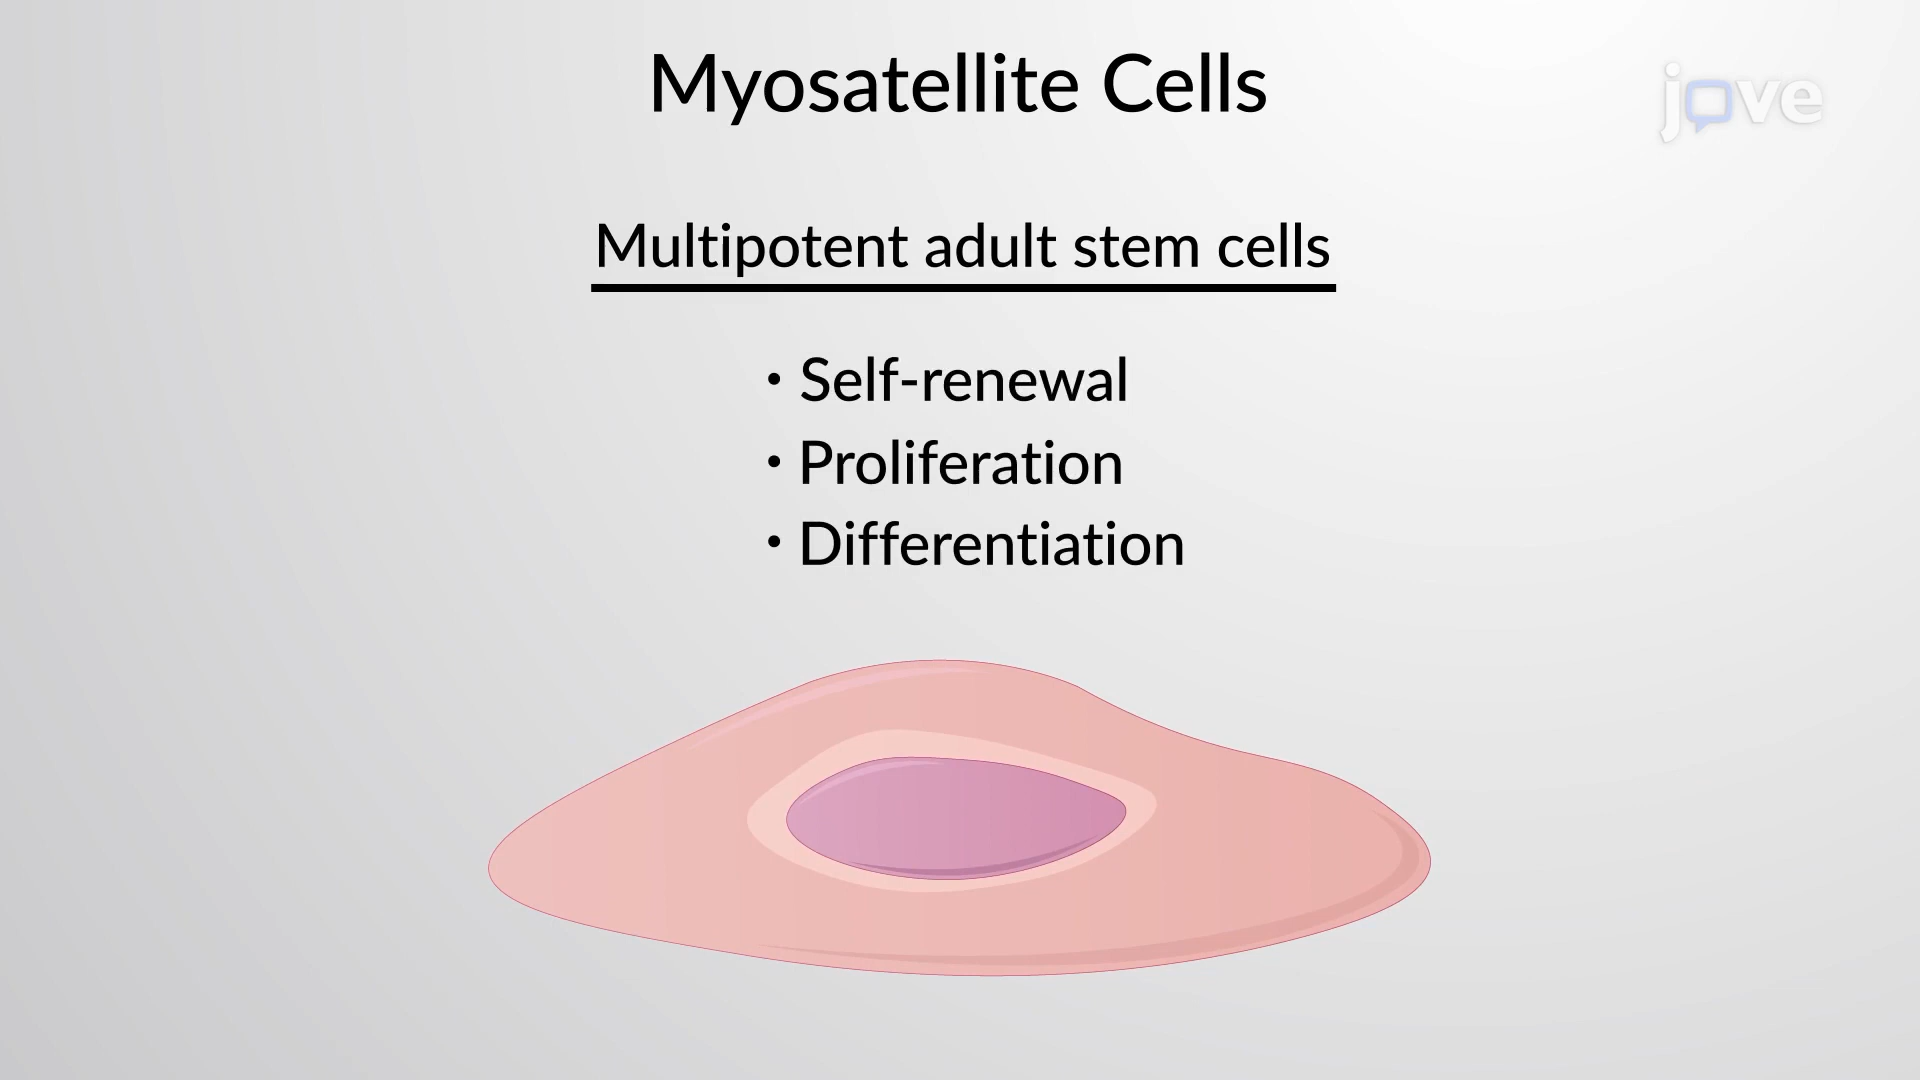 Myosatellite Cells
jove
Multipotent adult stem cells
• Self-renewal
• Proliferation
• Differentiation